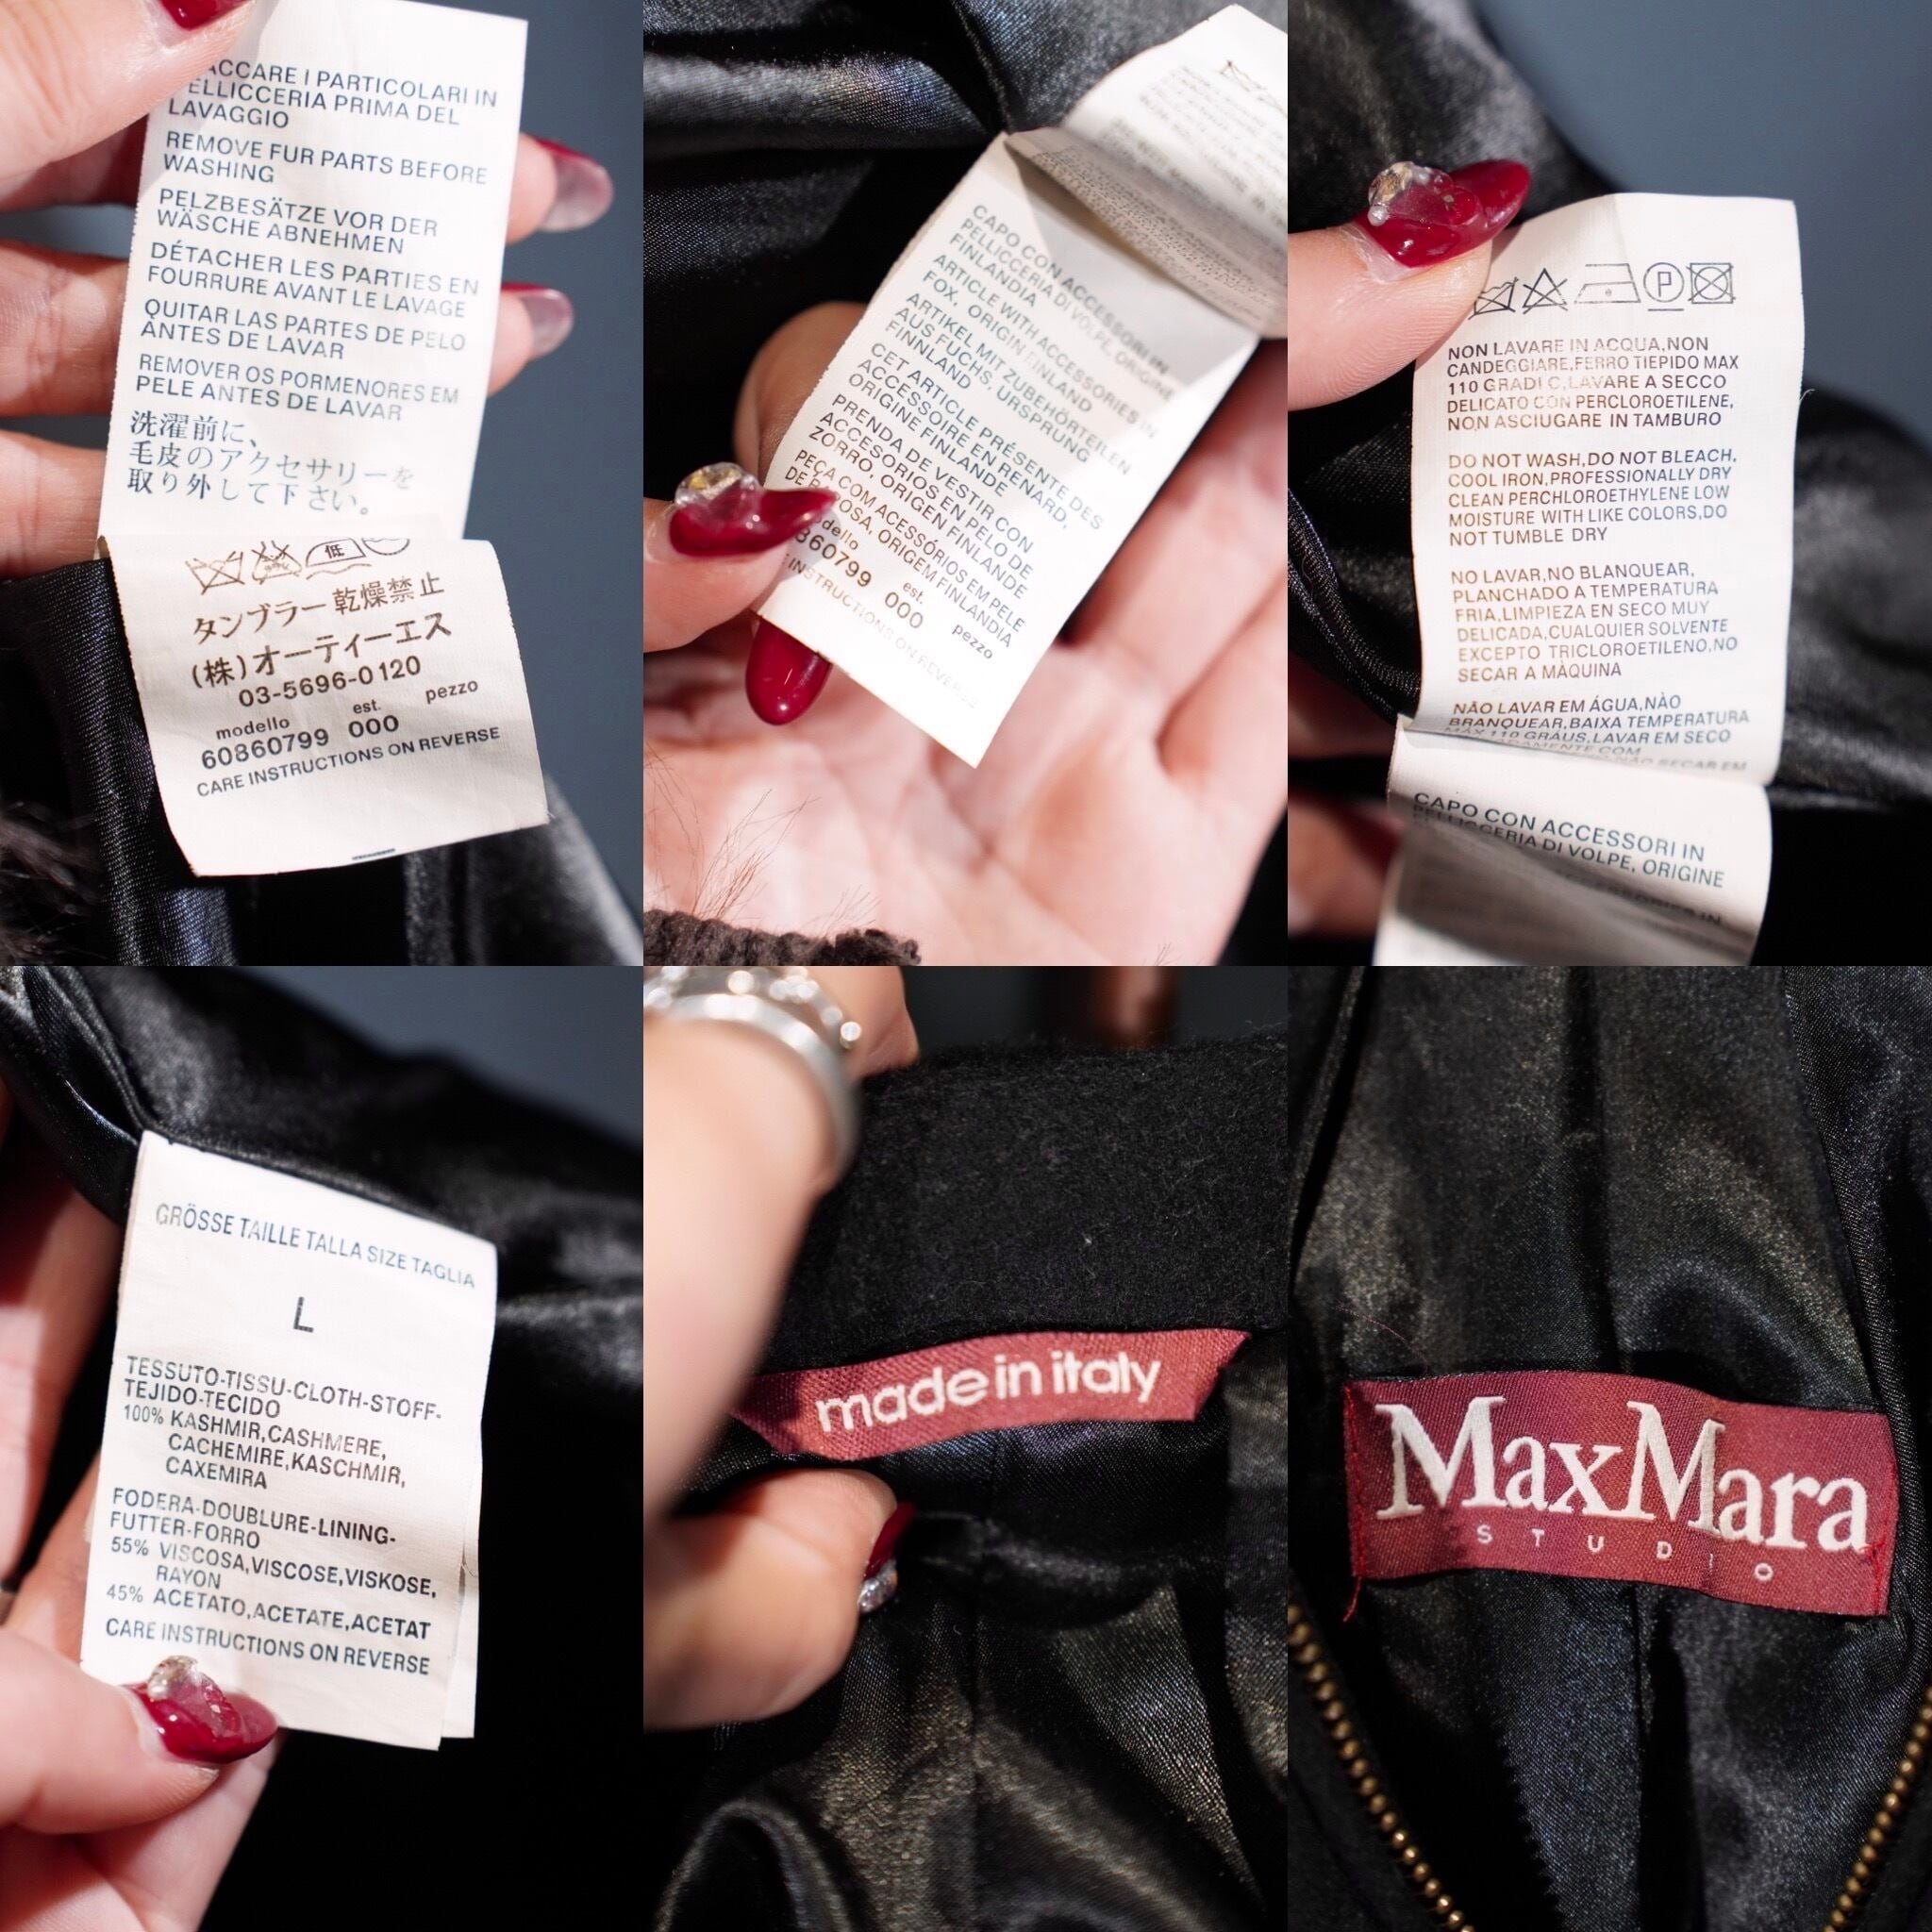 ACCARE I PARTICOLARI IN
ELLICCERIA PRIMA DEL
LAVAGGIO
REMOVE FUR PARTS BEFORE
WASHING
PELZBESÄTZE VOR DER
WÄSCHE ABNEHMEN
DÉTACHER LES PARTIES EN
FOURRURE AVANT LE LAVAGE
QUITAR LAS PARTES DE PELO
ANTES DE LAVAR
REMOVER OS PORMENORES EM
PELE ANTES DE LAVAR
洗濯前に、
毛皮のアクセサリーを
取り外して下さい。
低
タンブラー乾燥禁止
(株)オーティーエス
03-5696-0120
modello est. pezzo
60860799 000
CARE INSTRUCTIONS ON REVERSE
CAPO CON ACCESSORI IN
PELLICCERIA DI VOLPE, ORIGINE
FINLANDIA
ARTICLE WITH ACCESSORIES IN
FOX, ORIGIN FINLAND
ARTIKEL MIT ZUBEHÖRTEILEN
AUS FUCHS, URSPRUNG
FINNLAND
CET ARTICLE PRÉSENTE DES
ACCESSOIRE EN RENARD,
ORIGINE FINLANDE
PRENDA DE VESTIR CON
ACCESORIOS EN PELO DE
ZORRO, ORIGEN FINLANDE
PEÇA COM ACESSÓRIOS EM PELE
DE RAPOSA, ORIGEM FINLANDIA
dello est. pezzo
860799 000
INSTRUCTIONS ON REVERSE
P
NON LAVARE IN ACQUA,NON
CANDEGGIARE,FERRO TIEPIDO MAX
110 GRADI C,LAVARE A SECCO
DELICATO CON PERCLOROETILENE,
NON ASCIUGARE IN TAMBURO
DO NOT WASH,DO NOT BLEACH,
COOL IRON,PROFESSIONALLY DRY
CLEAN PERCHLOROETHYLENE LOW
MOISTURE WITH LIKE COLORS,DO
NOT TUMBLE DRY
NO LAVAR,NO BLANQUEAR,
PLANCHADO A TEMPERATURA
FRIA,LIMPIEZA EN SECO MUY
DELICADA,CUALQUIER SOLVENTE
EXCEPTO TRICLOROETILENO,NO
SECAR A MÀQUINA
NÃO LAVAR EM ÁGUA,NÃO
BRANQUEAR,BAIXA TEMPERATURA
MAX 110 GRÁUS,LAVAR EM SECO
COM
NÃO SECAR EM
CAPO CON ACCESSORI IN
PELLICCERIA DI VOLPE, ORIGINE
GRÖSSE TAILLE TALLA SIZE TAGLIA
L
TESSUTO-TISSU-CLOTH-STOFF-
TEJIDO-TECIDO
100% KASHMIR,CASHMERE,
CACHEMIRE,KASCHMIR,
CAXEMIRA
FODERA-DOUBLURE-LINING-
FUTTER-FORRO
55% VISCOSA,VISCOSE,VISKOSE,
RAYON
45% ACETATO,ACETATE,ACETAT
CARE INSTRUCTIONS ON REVERSE
made in italy
MaxMara
STUDIO